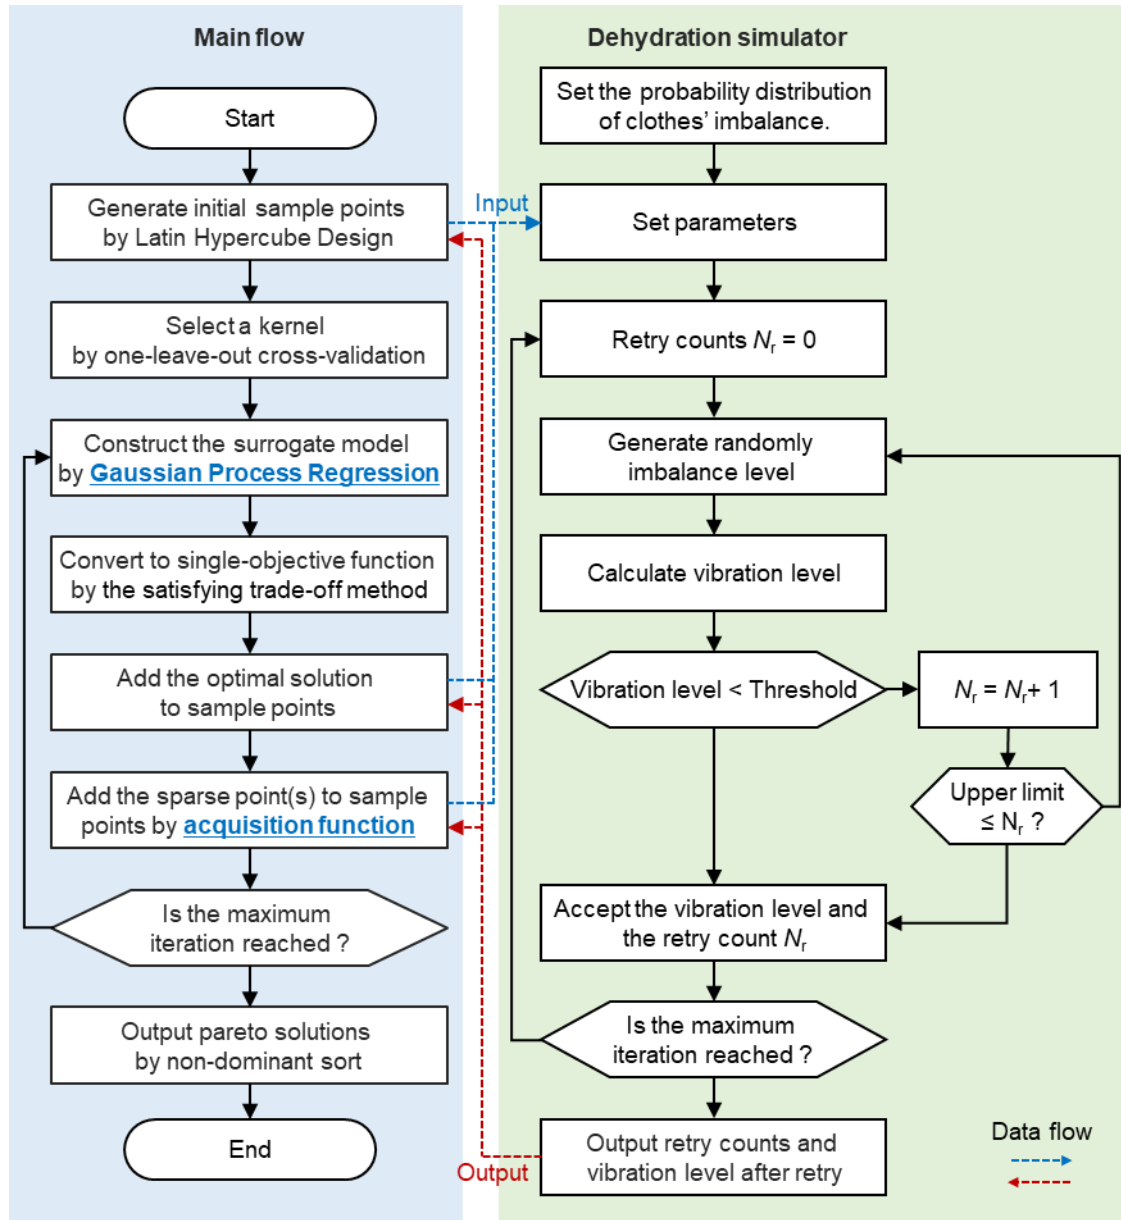 Main flow
Start
Generate initial sample points
by Latin Hypercube Design
Select a kernel
by one-leave-out cross-validation
Construct the surrogate model
by Gaussian Process Regression
Convert to single-objective function
by the satisfying trade-off method
Add the optimal solution
to sample points
Add the sparse point(s) to sample
points by acquisition function
Is the maximum
iteration reached ?
Output pareto solutions
by non-dominant sort
End
Input
Output
Dehydration simulator
Set the probability distribution
of clothes' imbalance.
Set parameters
Retry counts Nr = 0
Generate randomly
imbalance level
Calculate vibration level
Vibration level < Threshold
Nr = Nr+ 1
Upper limit
≤ Nr ?
Accept the vibration level and
the retry count Nr
Is the maximum
iteration reached ?
Output retry counts and
vibration level after retry
Data flow